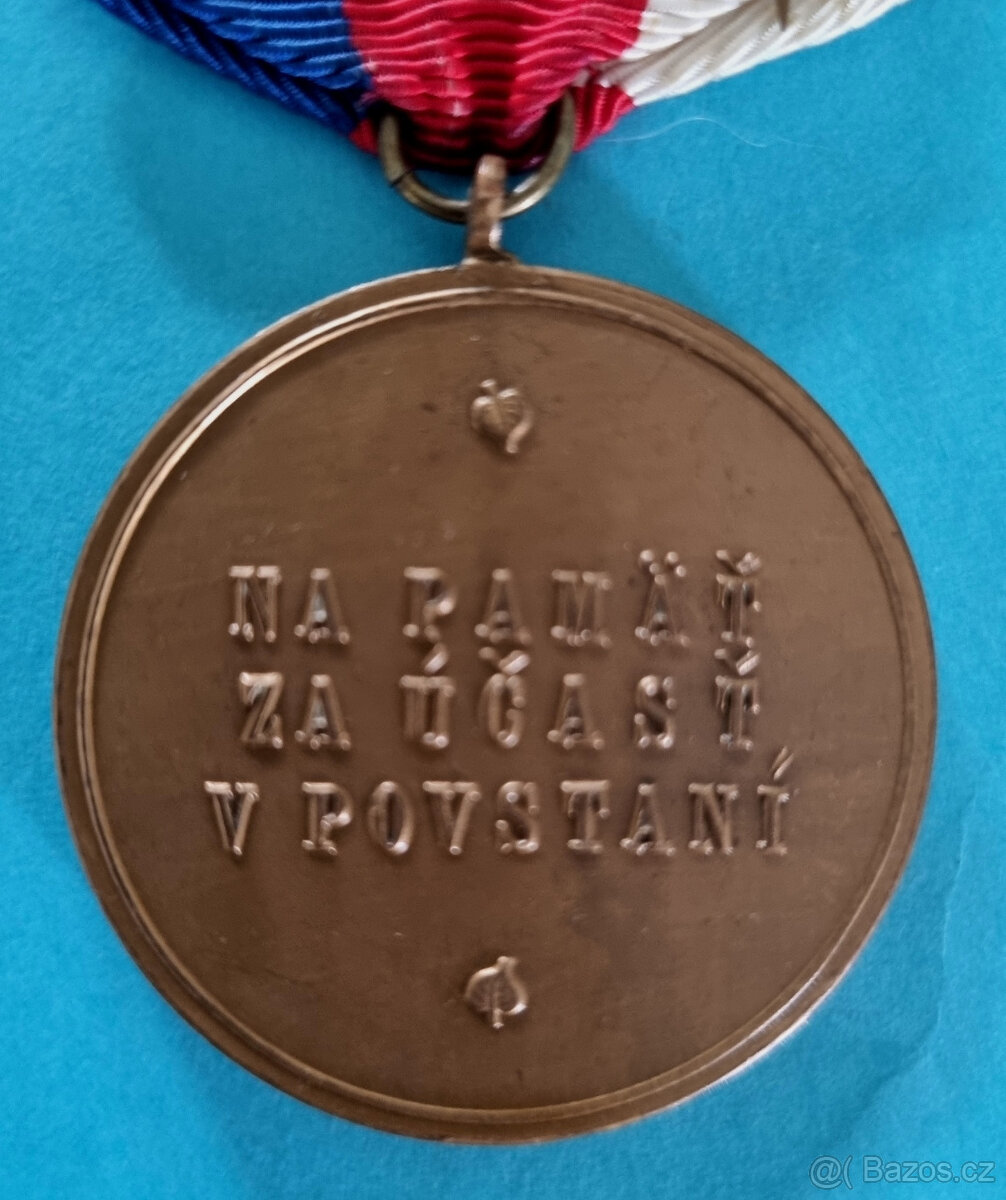 NA PAMÄŤ
ZA ÚČASŤ
V POVSTANÍ
@( Bazos.cz